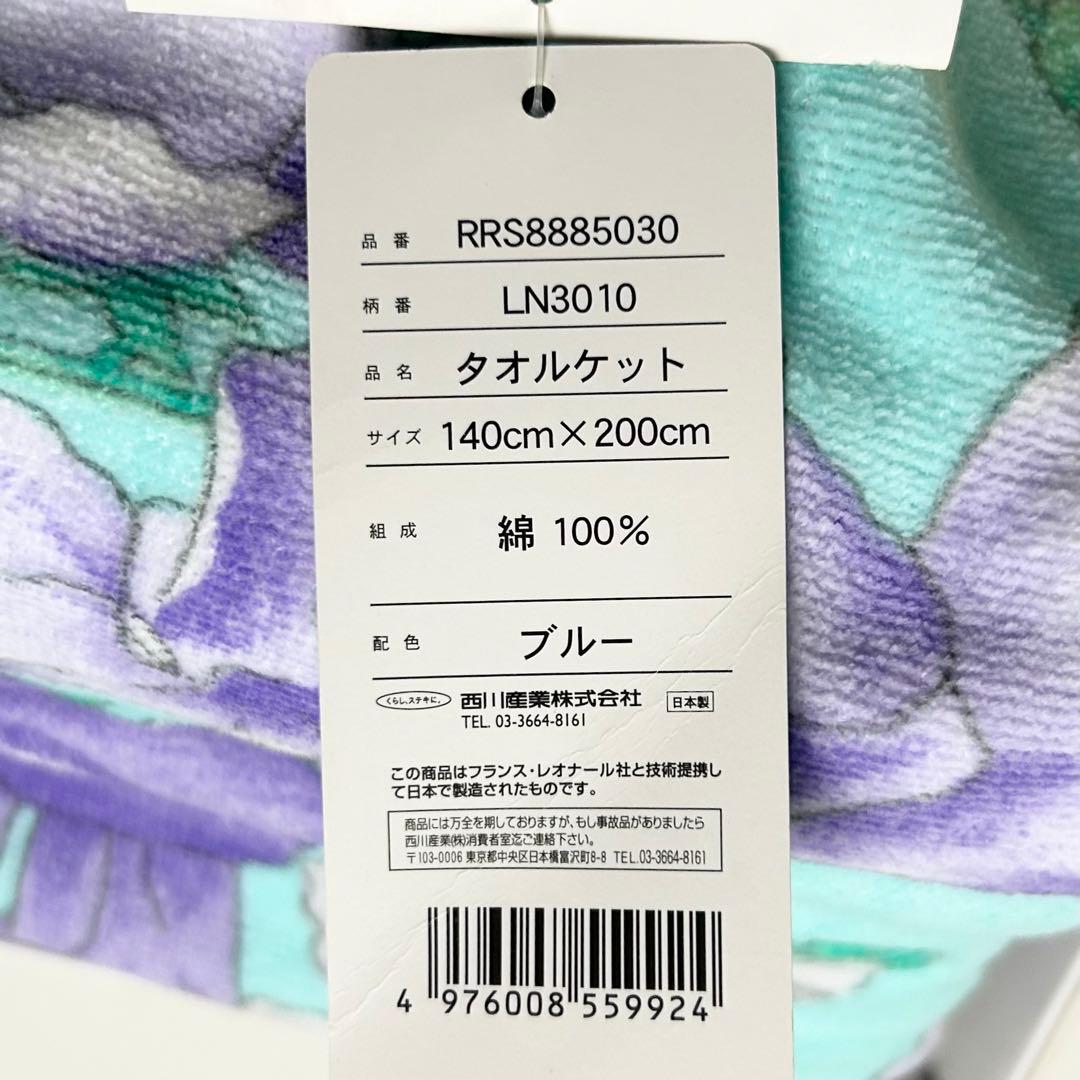 品番 RRS8885030
柄番 LN3010
品名 タオルケット
サイズ 140cm×200cm
組成 綿 100%
配色 ブルー
くらし、ステキに。 西川産業株式会社 日本製
TEL. 03-3664-8161
この商品はフランス・レオナール社と技術提携し
て日本で製造されたものです。
商品には万全を期しておりますが、もし事故品がありましたら
西川産業(株)消費者室迄ご連絡下さい。
〒103-0006 東京都中央区日本橋富沢町8-8 TEL.03-3664-8161
4 976008 559924